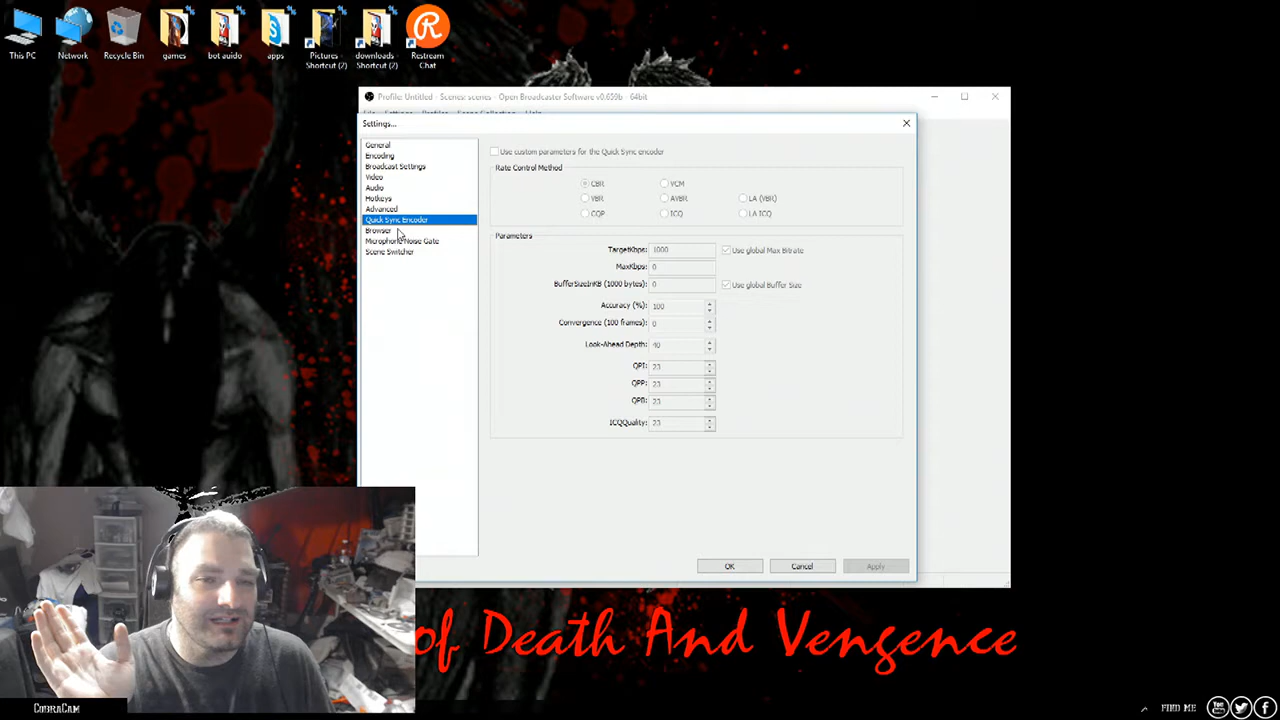 This PC
Network
Recycle Bin
games
bot auido
apps
Pictures - Shortcut (2)
downloads - Shortcut (2)
Restream Chat
Profile: Untitled - Scenes: scenes - Open Broadcaster Software v0.659b - 64bit
Settings...
General
Encoding
Broadcast Settings
Video
Audio
Hotkeys
Advanced
Quick Sync Encoder
Browser
Microphone Noise Gate
Scene Switcher
Use custom parameters for the Quick Sync encoder
Rate Control Method
CBR
VCM
VBR
AVBR
LA (VBR)
CQP
ICQ
LA ICQ
Parameters
TargetKbps: 1000
Use global Max Bitrate
MaxKbps: 0
BufferSizeInKB (1000 bytes): 0
Use global Buffer Size
Accuracy (%): 100
Convergence (100 frames): 0
Look-Ahead Depth: 40
QPI: 23
QPP: 23
QPB: 23
ICQQuality: 23
OK
Cancel
Apply
of Death And Vengence
CobraCam
Find Me